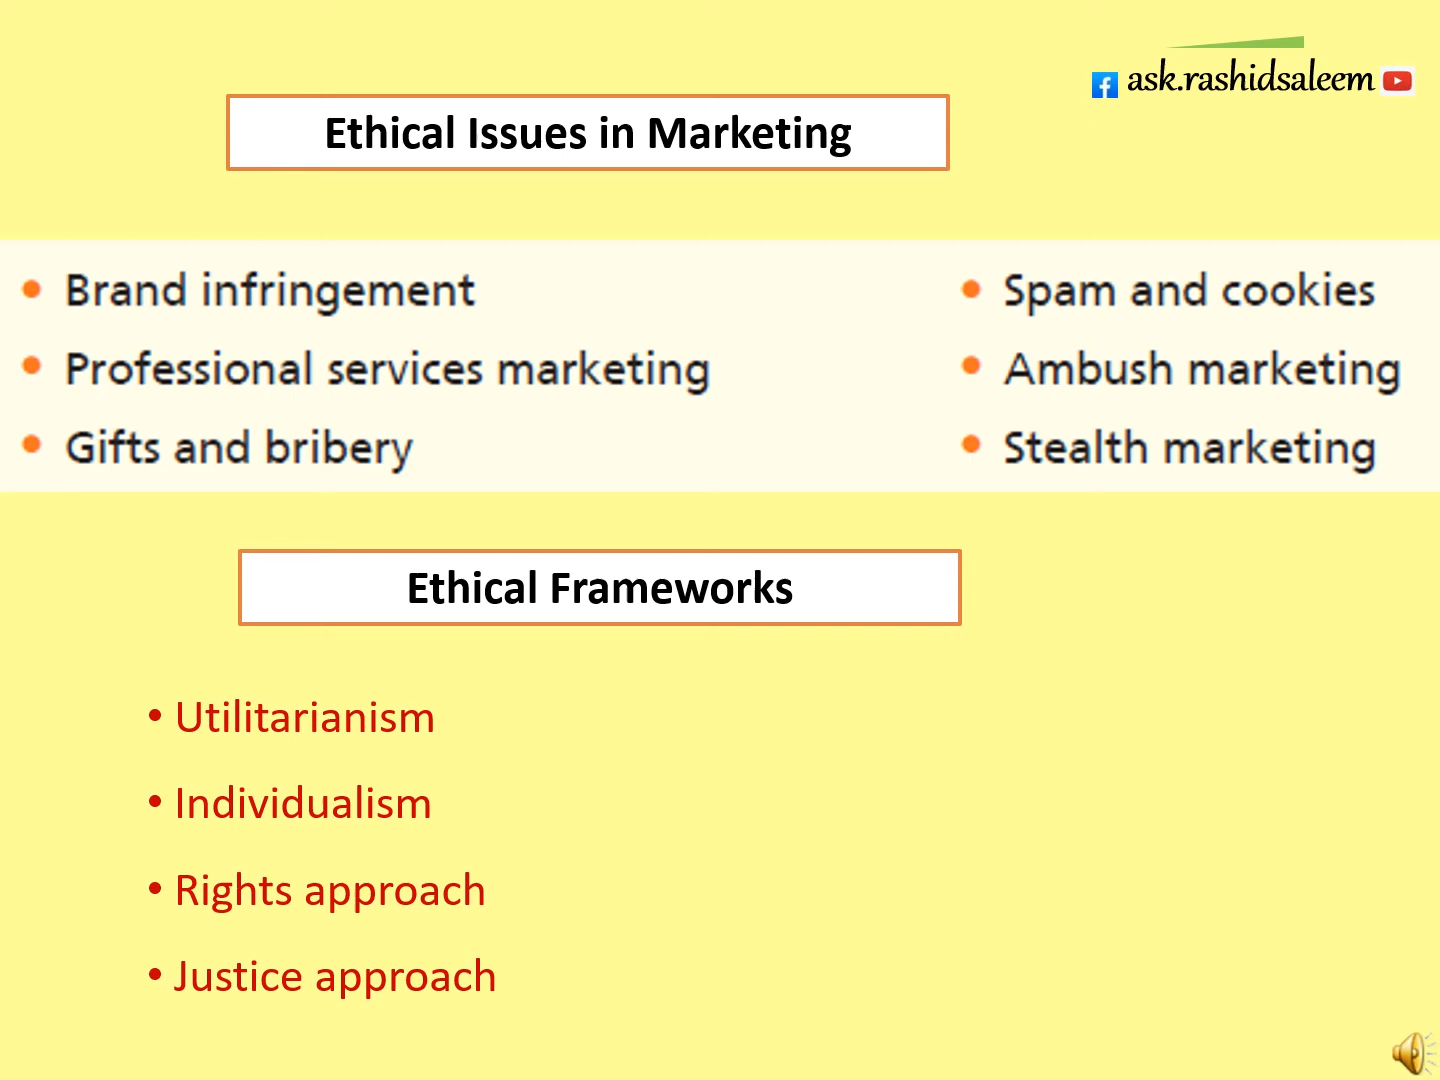 ask.rashidsaleem
Ethical Issues in Marketing
• Brand infringement
• Professional services marketing
• Gifts and bribery
• Spam and cookies
• Ambush marketing
• Stealth marketing
Ethical Frameworks
• Utilitarianism
• Individualism
• Rights approach
• Justice approach